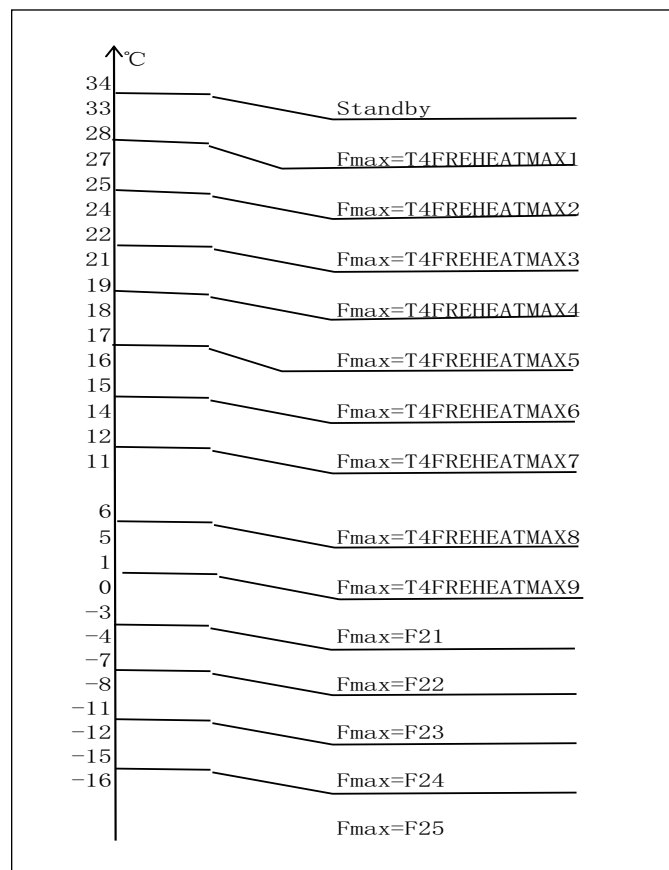 ℃
34
33
Standby
28
27
Fmax=T4FREHEATMAX1
25
24
Fmax=T4FREHEATMAX2
22
21
Fmax=T4FREHEATMAX3
19
18
Fmax=T4FREHEATMAX4
17
16
Fmax=T4FREHEATMAX5
15
14
Fmax=T4FREHEATMAX6
12
11
Fmax=T4FREHEATMAX7
6
5
Fmax=T4FREHEATMAX8
1
0
Fmax=T4FREHEATMAX9
-3
-4
Fmax=F21
-7
-8
Fmax=F22
-11
-12
Fmax=F23
-15
-16
Fmax=F24
Fmax=F25